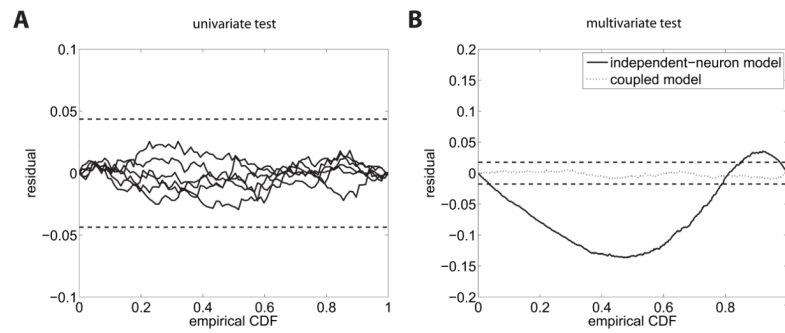 A
univariate test
0.1
0.05
0
−0.05
−0.1
residual
0
0.2
0.4
0.6
0.8
1
empirical CDF
B
multivariate test
independent−neuron model
coupled model
0.2
0.15
0.1
0.05
0
−0.05
−0.1
−0.15
−0.2
residual
0
0.2
0.4
0.6
0.8
empirical CDF